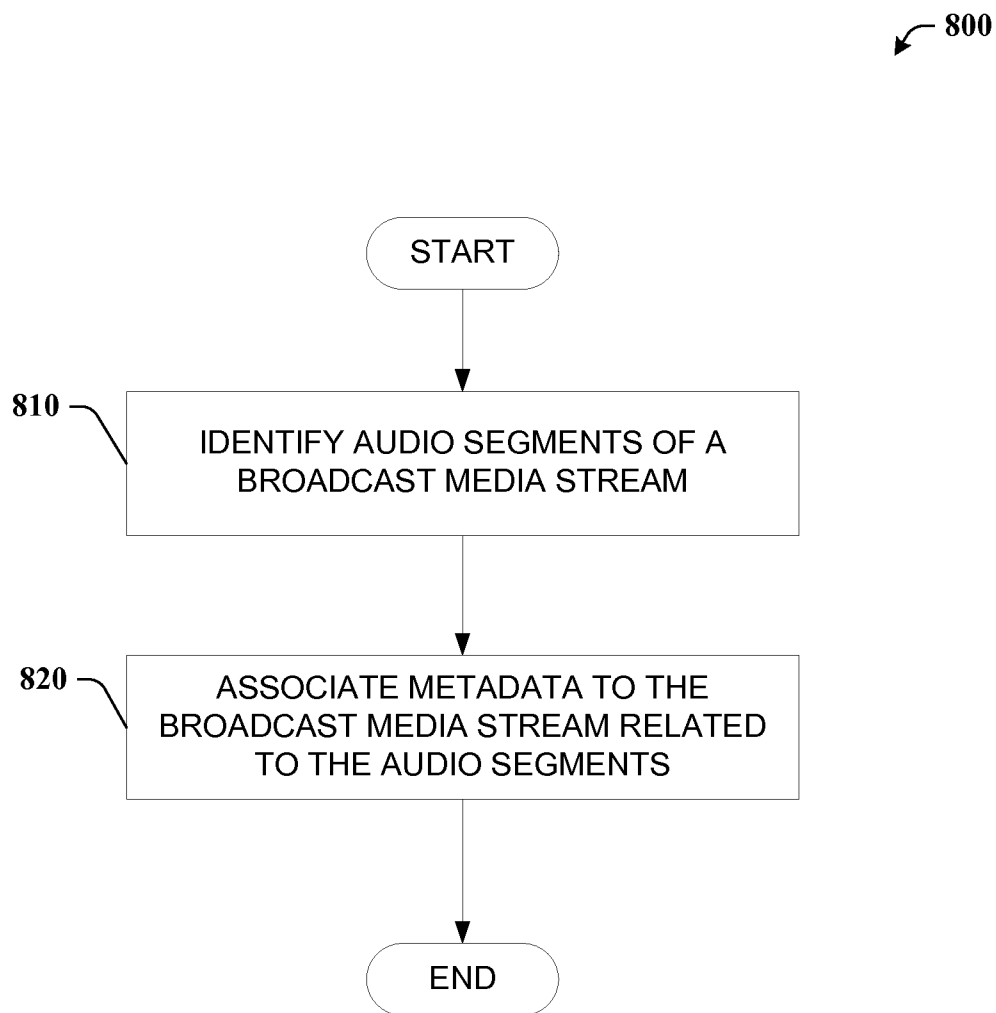 800
START
810
IDENTIFY AUDIO SEGMENTS OF A
BROADCAST MEDIA STREAM
820
ASSOCIATE METADATA TO THE
BROADCAST MEDIA STREAM RELATED
TO THE AUDIO SEGMENTS
END